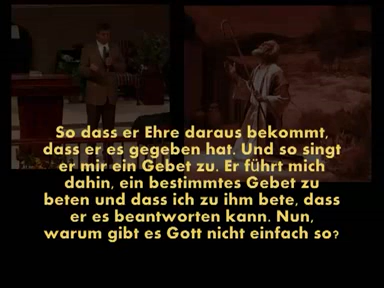 So dass er Ehre daraus bekommt,
dass er es gegeben hat. Und so singt
er mir ein Gebet zu. Er führt mich
dahin, ein bestimmtes Gebet zu
beten und dass ich zu ihm bete, dass
er es beantworten kann. Nun,
warum gibt es Gott nicht einfach so?